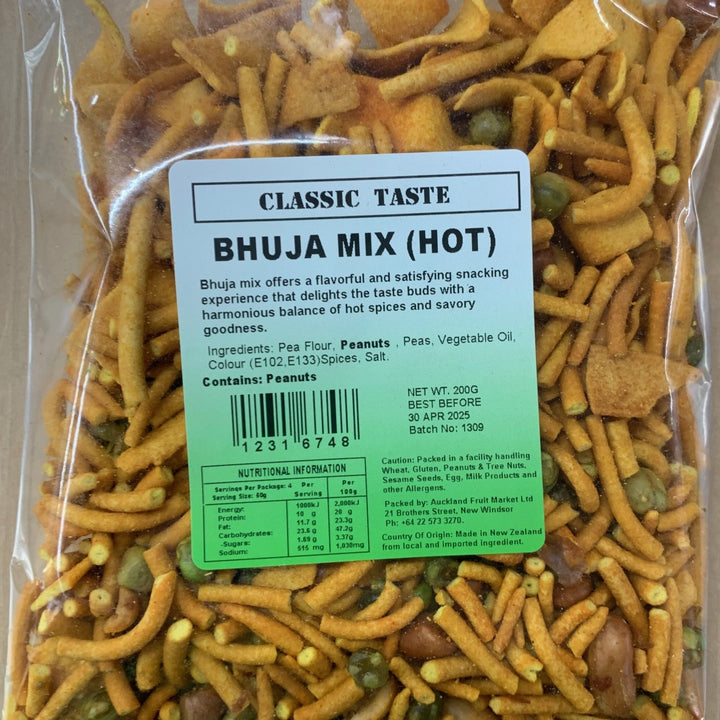 CLASSIC TASTE
BHUJA MIX (HOT)
Bhuja mix offers a flavorful and satisfying snacking
experience that delights the taste buds with a
harmonious balance of hot spices and savory
goodness.
Ingredients: Pea Flour, Peanuts , Peas, Vegetable Oil,
Colour (E102,E133)Spices, Salt.
Contains: Peanuts
1231 6748
NET WT. 200G
BEST BEFORE
30 APR 2025
Batch No: 1309
NUTRITIONAL INFORMATION
Servings Per Package: 4 Per Per
Serving Size: 50g Serving 100g
Energy: 1000kJ 2,000kJ
Protein: 10 g 20 g
Fat: 11.7 g 23.3g
Carbohydrates: 23.6 g 47.2g
.Sugars: 1.69 g 3.37g
Sodium: 515 mg 1,030mg
Caution: Packed in a facility handling
Wheat, Gluten, Peanuts & Tree Nuts,
Sesame Seeds, Egg, Milk Products and
other Allergens.
Packed by: Auckland Fruit Market Ltd
21 Brothers Street, New Windsor
Ph: +64 22 573 3270.
Country Of Origin: Made in New Zealand
from local and imported ingredient.